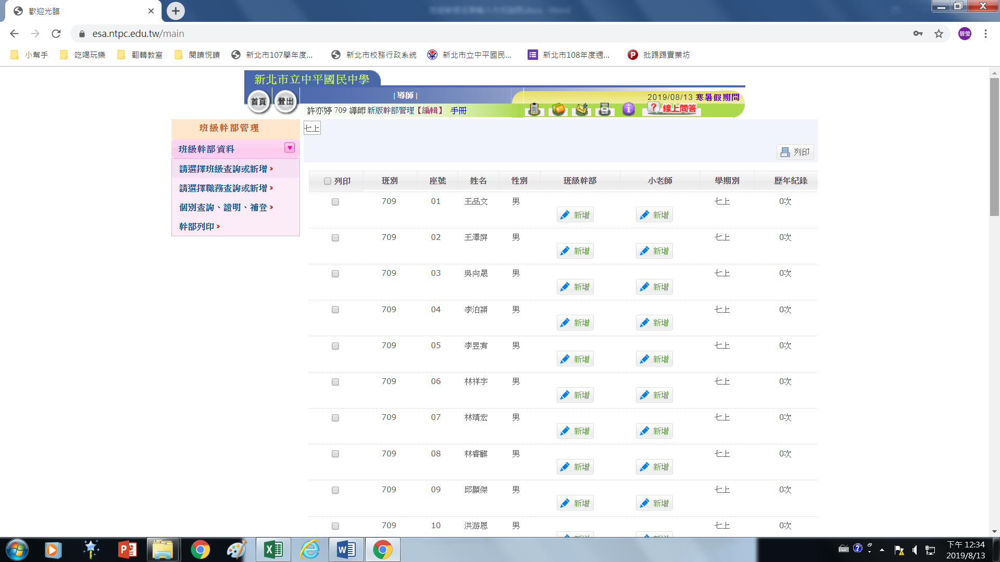 歡迎光臨
esa.ntpc.edu.tw/main
碧瑩
小幫手 吃喝玩樂 翻轉教室 閱讀悅讀 新北市107學年度... 新北市校務行政系統 新北市立中平國民... 新北市108年度週... 批踢踢實業坊
新北市立中平國民中學
首頁 登出 | 導師 | 2019/08/13 寒暑假期間
許亦婷 709 導師 新版幹部管理【編輯】 手冊 線上問答
班級幹部管理 七上
班級幹部資料 列印
請選擇班級查詢或新增
請選擇職務查詢或新增
個別查詢、證明、補登
幹部列印
列印 班別 座號 姓名 性別 班級幹部 小老師 學期別 歷年紀錄
709 01 王品文 男 七上 0次
新增 新增
709 02 王澤屏 男 七上 0次
新增 新增
709 03 吳向晟 男 七上 0次
新增 新增
709 04 李泊穎 男 七上 0次
新增 新增
709 05 李昱宥 男 七上 0次
新增 新增
709 06 林祥宇 男 七上 0次
新增 新增
709 07 林靖宏 男 七上 0次
新增 新增
709 08 林睿麒 男 七上 0次
新增 新增
709 09 邱顯傑 男 七上 0次
新增 新增
709 10 洪游恩 男 七上 0次
新增 新增
下午 12:34
2019/8/13